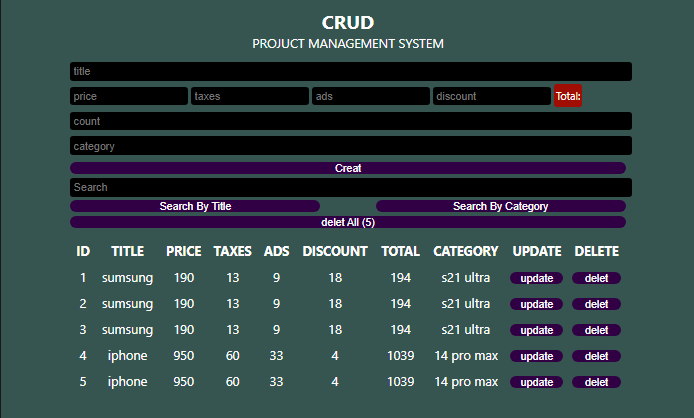 CRUD
PROJUCT MANAGEMENT SYSTEM
title
price taxes ads discount Total:
count
category
Creat
Search
Search By Title Search By Category
delet All (5)
ID TITLE PRICE TAXES ADS DISCOUNT TOTAL CATEGORY UPDATE DELETE
1 sumsung 190 13 9 18 194 s21 ultra update delet
2 sumsung 190 13 9 18 194 s21 ultra update delet
3 sumsung 190 13 9 18 194 s21 ultra update delet
4 iphone 950 60 33 4 1039 14 pro max update delet
5 iphone 950 60 33 4 1039 14 pro max update delet